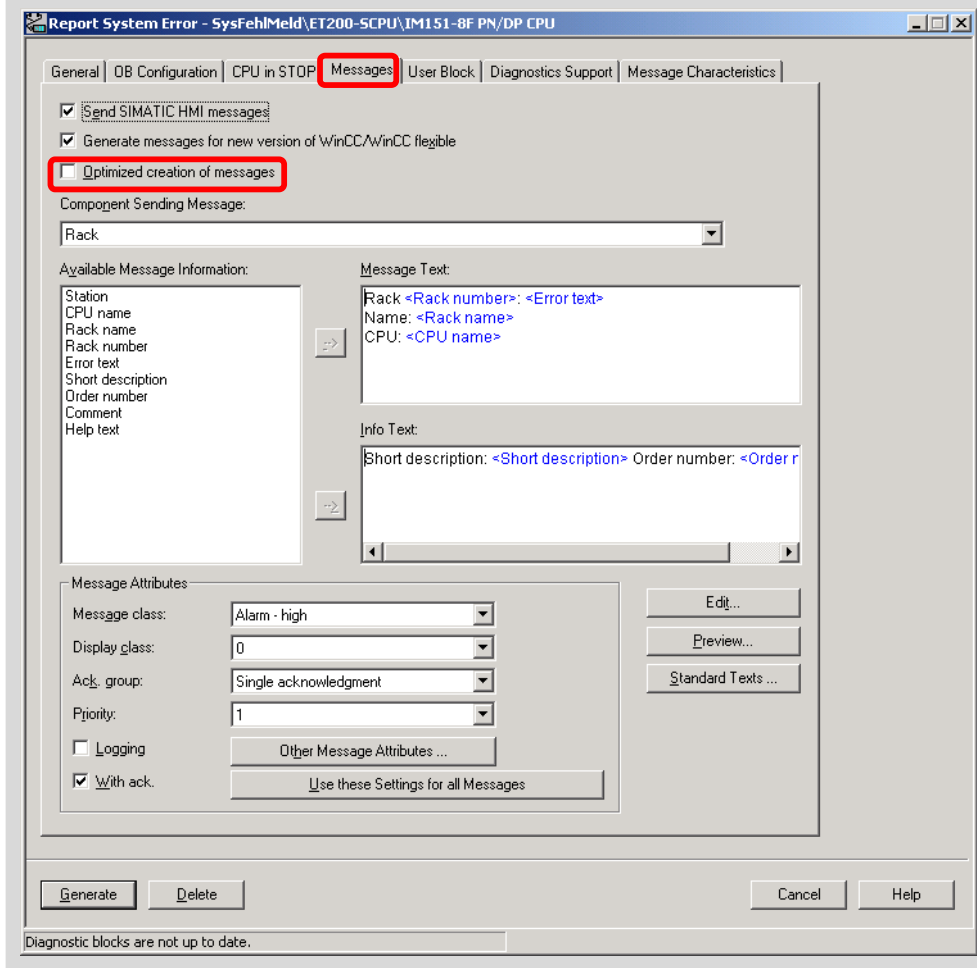 Report System Error - SysFehlMeld\ET200-SCPU\IM151-8F PN/DP CPU
General OB Configuration CPU in STOP Messages User Block Diagnostics Support Message Characteristics
Send SIMATIC HMI messages
Generate messages for new version of WinCC/WinCC flexible
Optimized creation of messages
Component Sending Message:
Rack
Available Message Information:
Station
CPU name
Rack name
Rack number
Error text
Short description
Order number
Comment
Help text
Message Text:
Rack <Rack number>: <Error text>
Name: <Rack name>
CPU: <CPU name>
Info Text:
Short description: <Short description> Order number: <Order r
Message Attributes
Message class: Alarm - high
Display class: 0
Ack. group: Single acknowledgment
Priority: 1
Logging Other Message Attributes ...
With ack. Use these Settings for all Messages
Edit...
Preview...
Standard Texts ...
Generate Delete Cancel Help
Diagnostic blocks are not up to date.